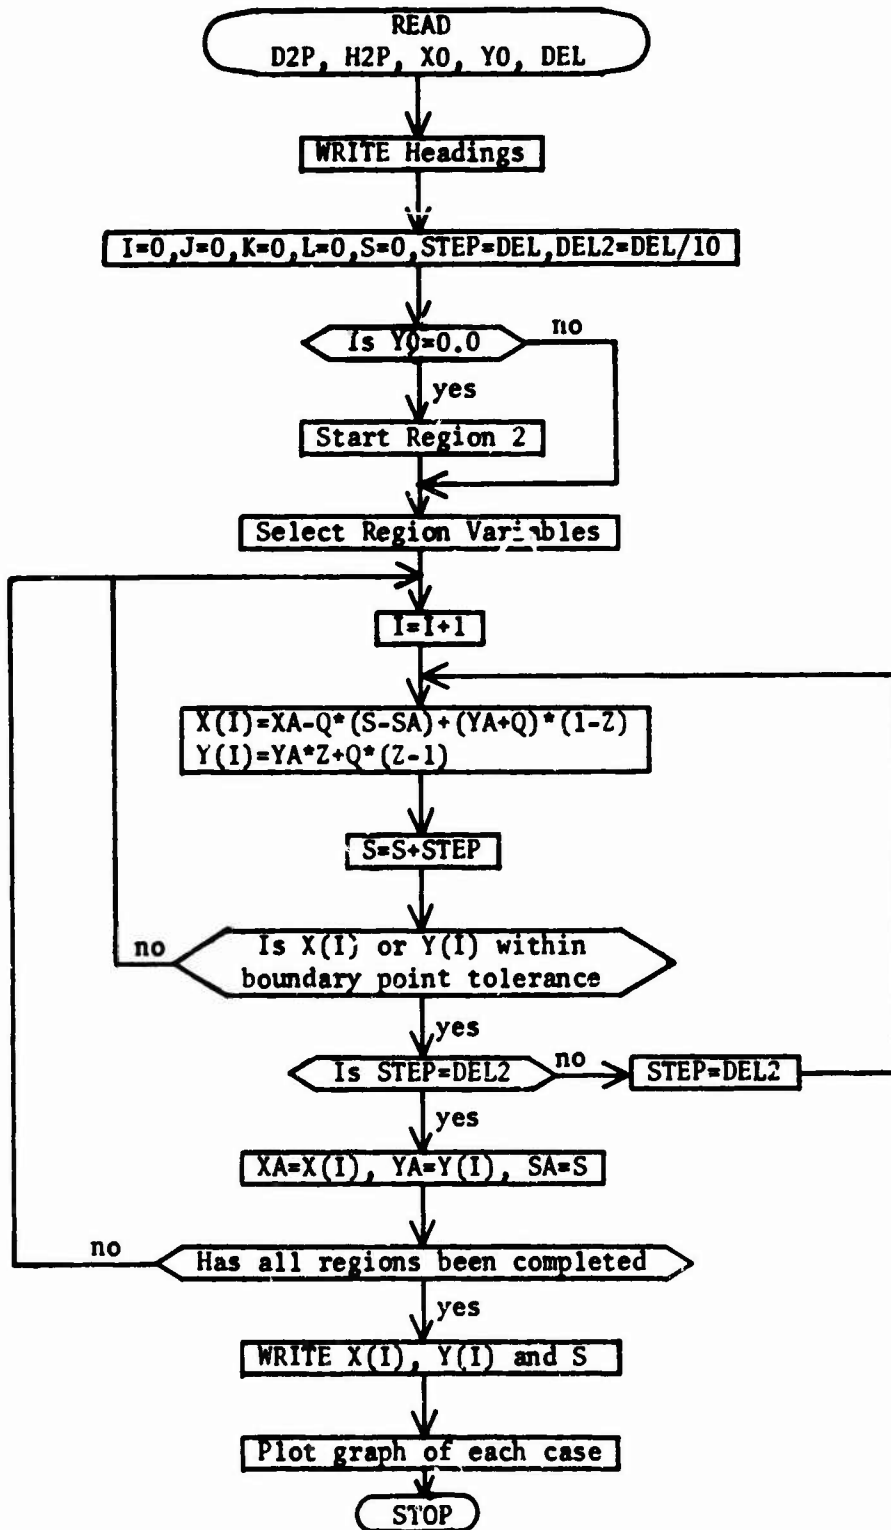 READ
D2P, H2P, X0, Y0, DEL
WRITE Headings
I=0,J=0,K=0,L=0,S=0,STEP=DEL,DEL2=DEL/10
Is Y0=0.0
no
yes
Start Region 2
Select Region Variables
I=I+1
X(I)=XA-Q*(S-SA)+(YA+Q)*(1-Z)
Y(I)=YA*Z+Q*(Z-1)
S=S+STEP
no
Is X(I) or Y(I) within
boundary point tolerance
yes
Is STEP=DEL2
no
STEP=DEL2
yes
XA=X(I), YA=Y(I), SA=S
no
Has all regions been completed
yes
WRITE X(I), Y(I) and S
Plot graph of each case
STOP